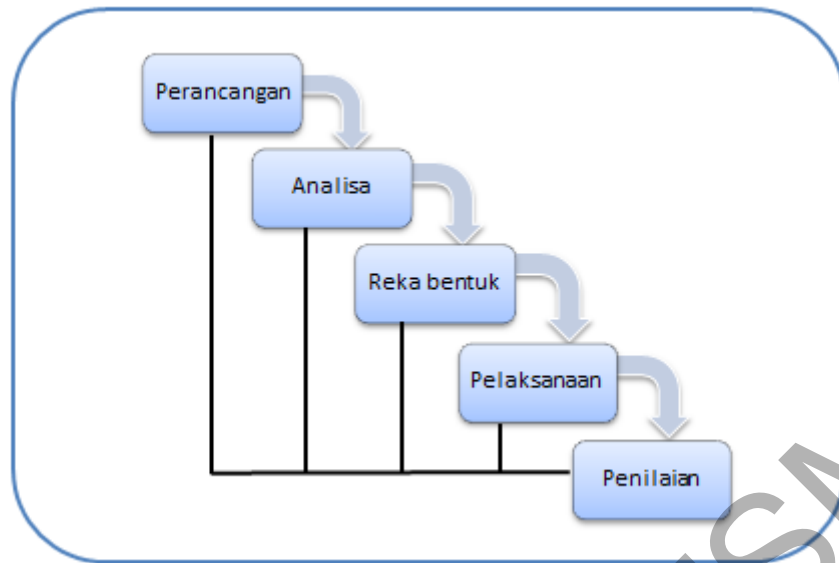 Perancangan
Analisa
Reka bentuk
Pelaksanaan
Penilaian